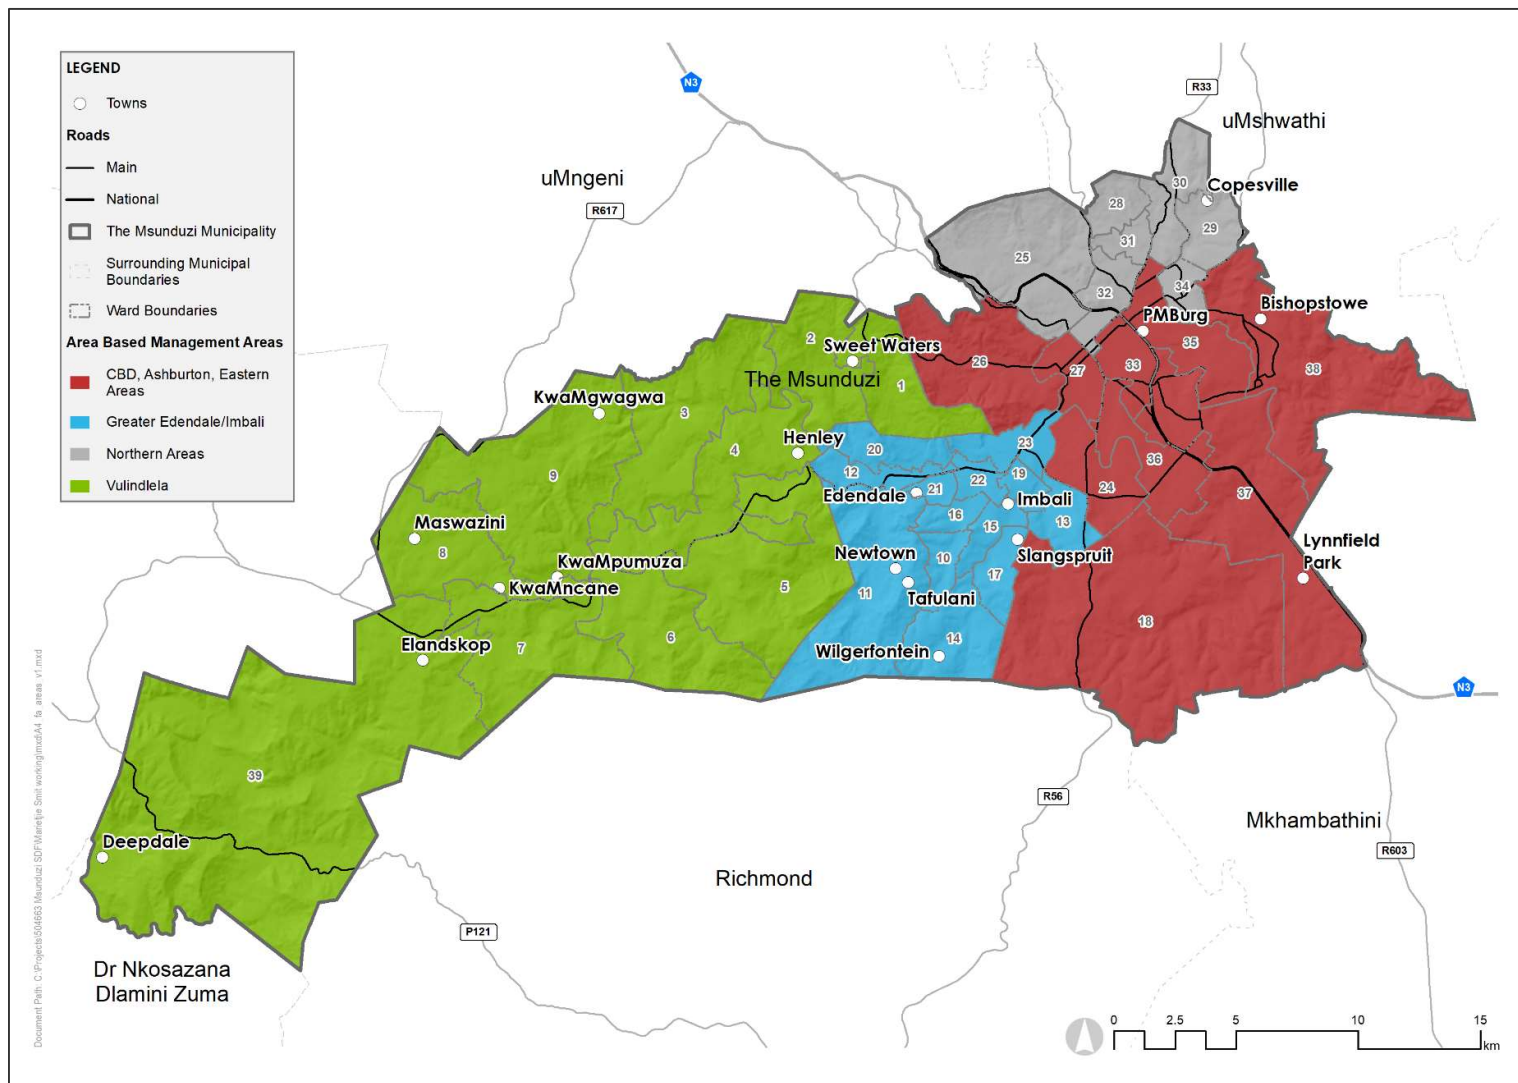 LEGEND
Towns
Roads
Main
National
The Msunduzi Municipality
Surrounding Municipal
Boundaries
Ward Boundaries
Area Based Management Areas
CBD, Ashburton, Eastern
Areas
Greater Edendale/Imbali
Northern Areas
Vulindlela
N3
R33
uMshwathi
uMngeni
R617
30
Copesville
28
29
31
25
34
32
Bishopstowe
PMBurg
2
35
Sweet Waters
26
33
38
27
The Msunduzi
1
KwaMgwagwa
3
Henley
23
4
20
36
9
12
19
22
24
Edendale
21
37
Imbali
16
Maswazini
15
13
Lynnfield
Park
8
Newtown
Slangspruit
10
KwaMpumuza
17
KwaMncane
5
11
Tafulani
18
6
14
Elandskop
7
Wilgerfontein
N3
39
R56
Mkhambathini
Deepdale
R603
Richmond
P121
Dr Nkosazana
Dlamini Zuma
0
2.5
5
10
15
km